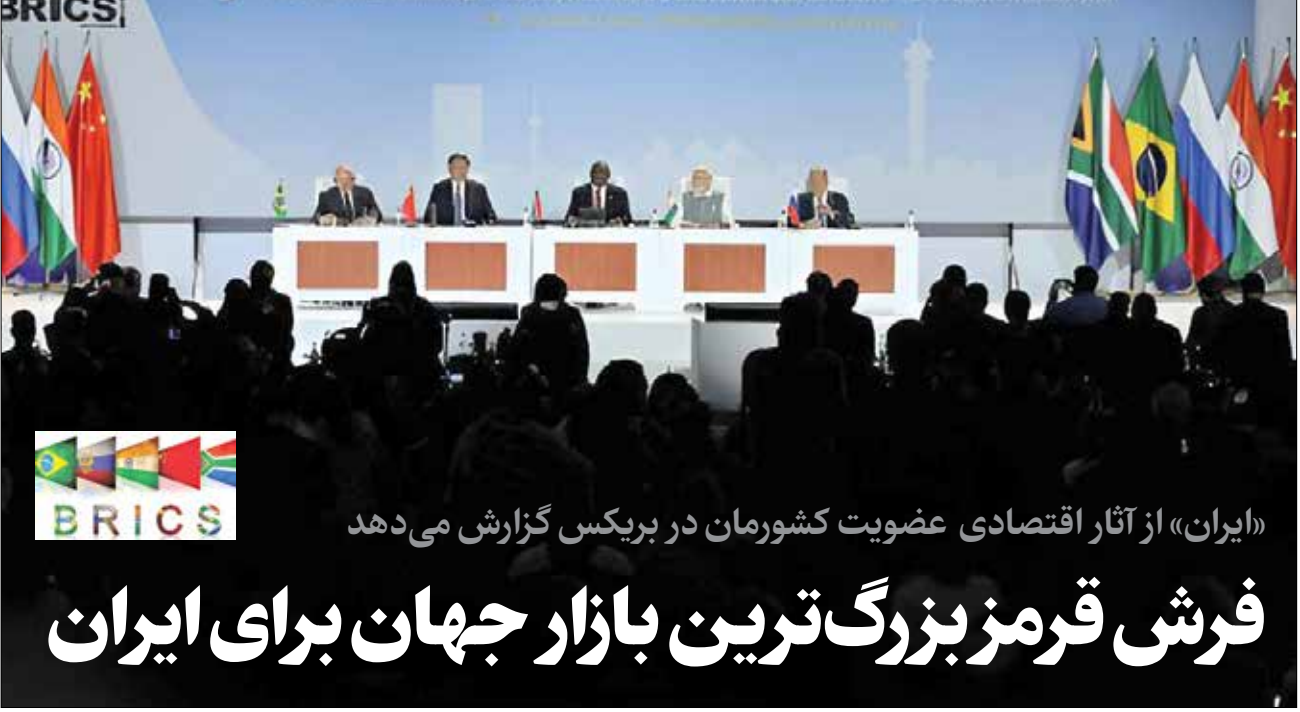 BRICS
BRICS
«ایران» از آثار اقتصادی عضویت کشورمان در بریکس گزارش می‌دهد
فرش قرمز بزرگ‌ترین بازار جهان برای ایران